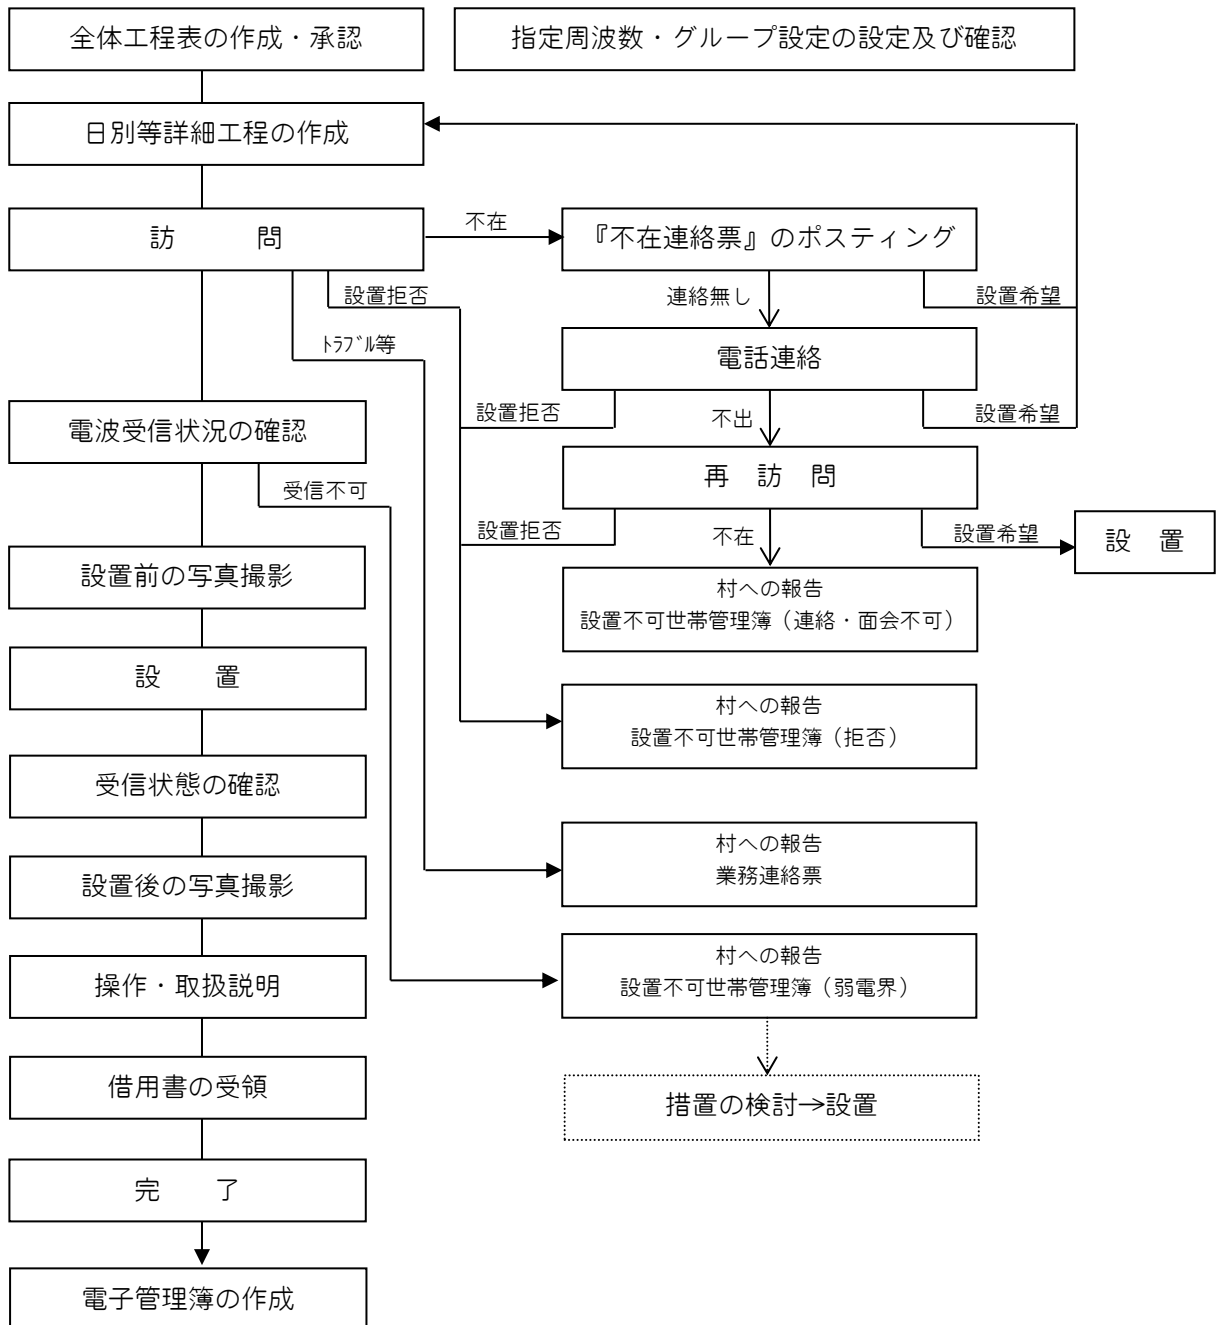 全体工程表の作成・承認
指定周波数・グループ設定の設定及び確認
日別等詳細工程の作成
訪　　　問
不在
『不在連絡票』のポスティング
設置拒否
連絡無し
設置希望
ﾄﾗﾌﾞﾙ等
電話連絡
電波受信状況の確認
設置拒否
不出
設置希望
再　訪　問
受信不可
設置拒否
不在
設置希望
設　置
設置前の写真撮影
村への報告
設置不可世帯管理簿（連絡・面会不可）
設　　置
村への報告
設置不可世帯管理簿（拒否）
受信状態の確認
村への報告
業務連絡票
設置後の写真撮影
村への報告
設置不可世帯管理簿（弱電界）
操作・取扱説明
借用書の受領
措置の検討→設置
完　　了
電子管理簿の作成